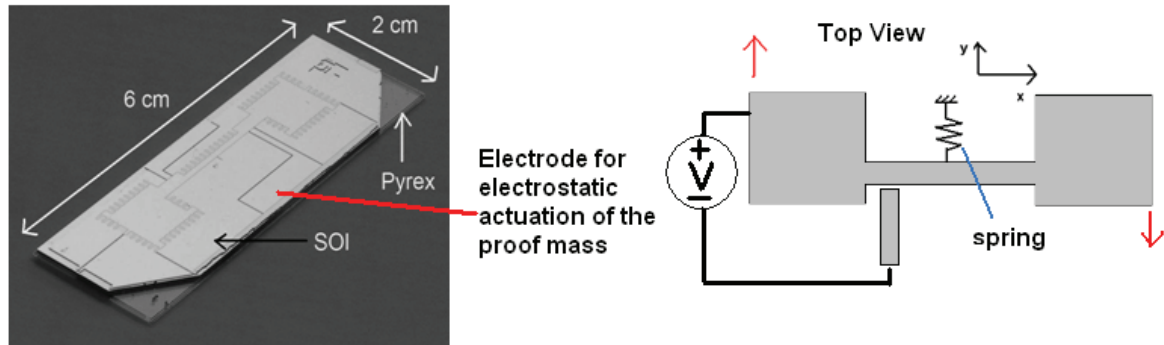 2 cm
6 cm
Pyrex
SOI
Electrode for
electrostatic
actuation of the
proof mass
Top View
y
x
+
V
spring